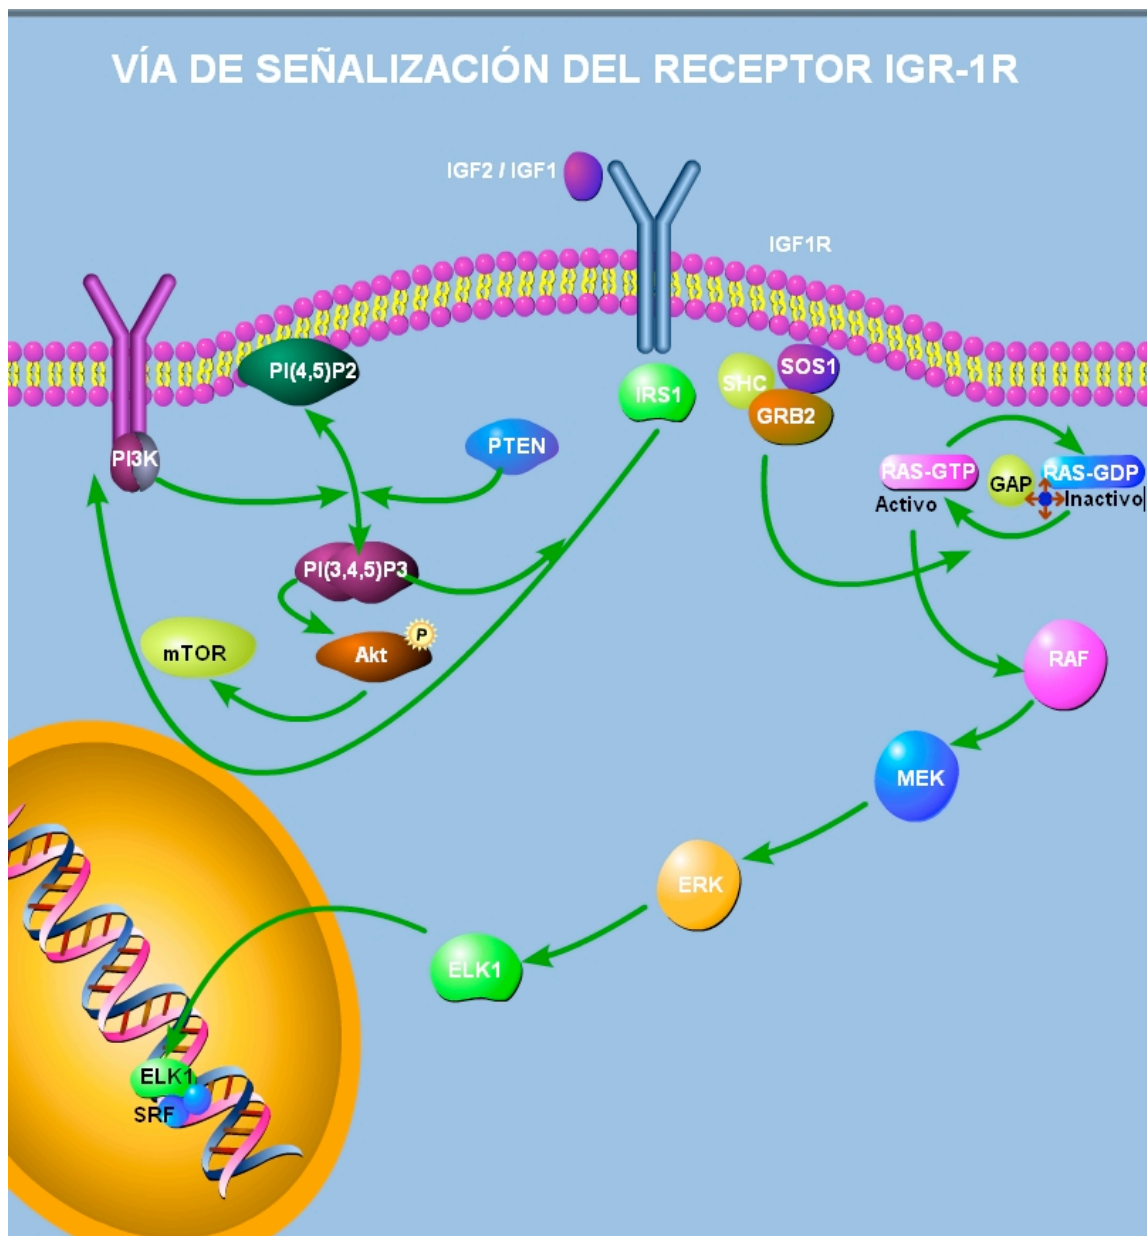 VÍA DE SEÑALIZACIÓN DEL RECEPTOR IGR-1R
IGF2 / IGF1
IGF1R
PI(4,5)P2
SOS1
SHC
IRS1
GRB2
PTEN
PI3K
RAS-GTP
GAP
RAS-GDP
Activo
Inactivo
PI(3,4,5)P3
P
Akt
mTOR
RAF
MEK
ERK
ELK1
ELK1
SRF